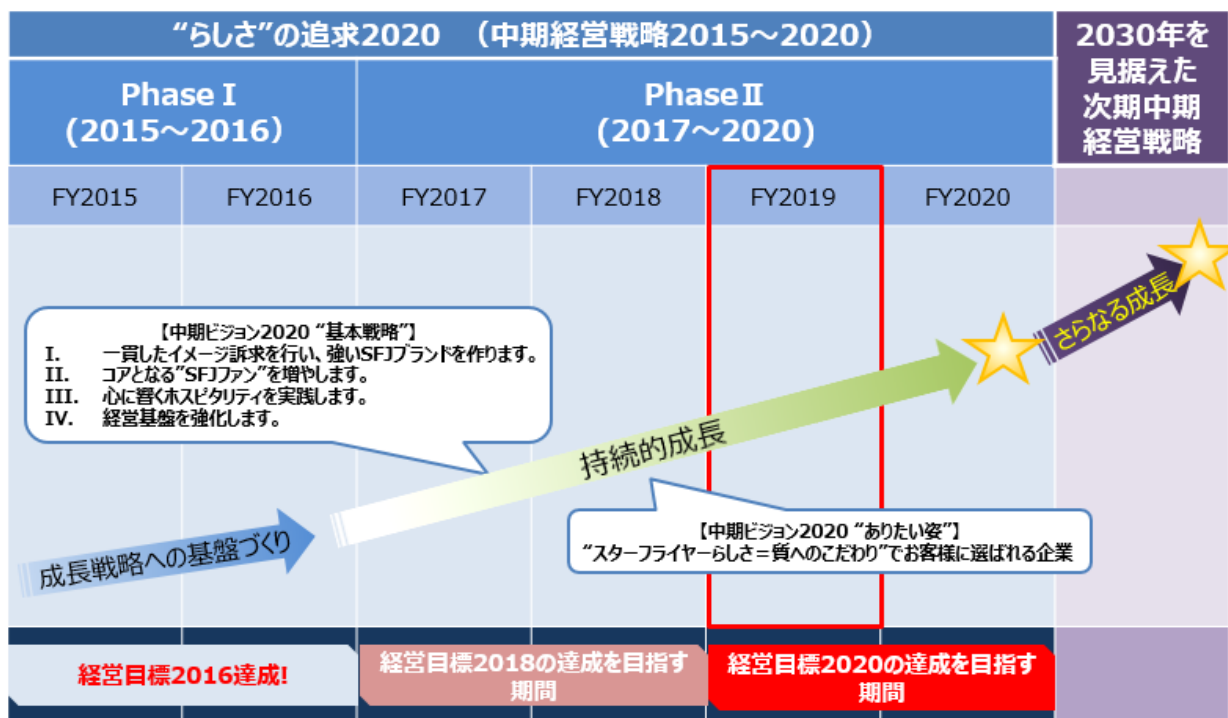 “らしさ”の追求2020 （中期経営戦略2015～2020）
2030年を
見据えた
次期中期
経営戦略
Phase I
(2015～2016）
PhaseⅡ
(2017～2020)
FY2015
FY2016
FY2017
FY2018
FY2019
FY2020
さらなる成長
【中期ビジョン2020 “基本戦略”】
I. 一貫したイメージ訴求を行い、強いSFJブランドを作ります。
II. コアとなる”SFJファン”を増やします。
III. 心に響くホスピタリティを実践します。
IV. 経営基盤を強化します。
持続的成長
【中期ビジョン2020 “ありたい姿”】
“スターフライヤーらしさ＝質へのこだわり”でお客様に選ばれる企業
成長戦略への基盤づくり
経営目標2016達成!
経営目標2018の達成を目指す
期間
経営目標2020の達成を目指す
期間